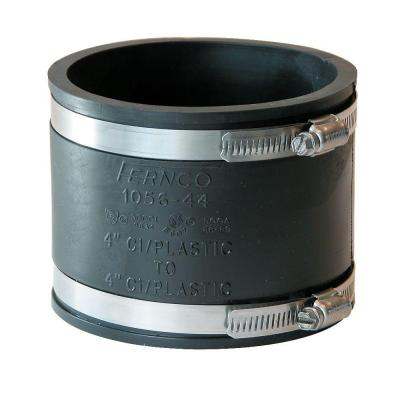 FERNCO
1056-44
4" CI/PLASTIC
TO
4" CI/PLASTIC